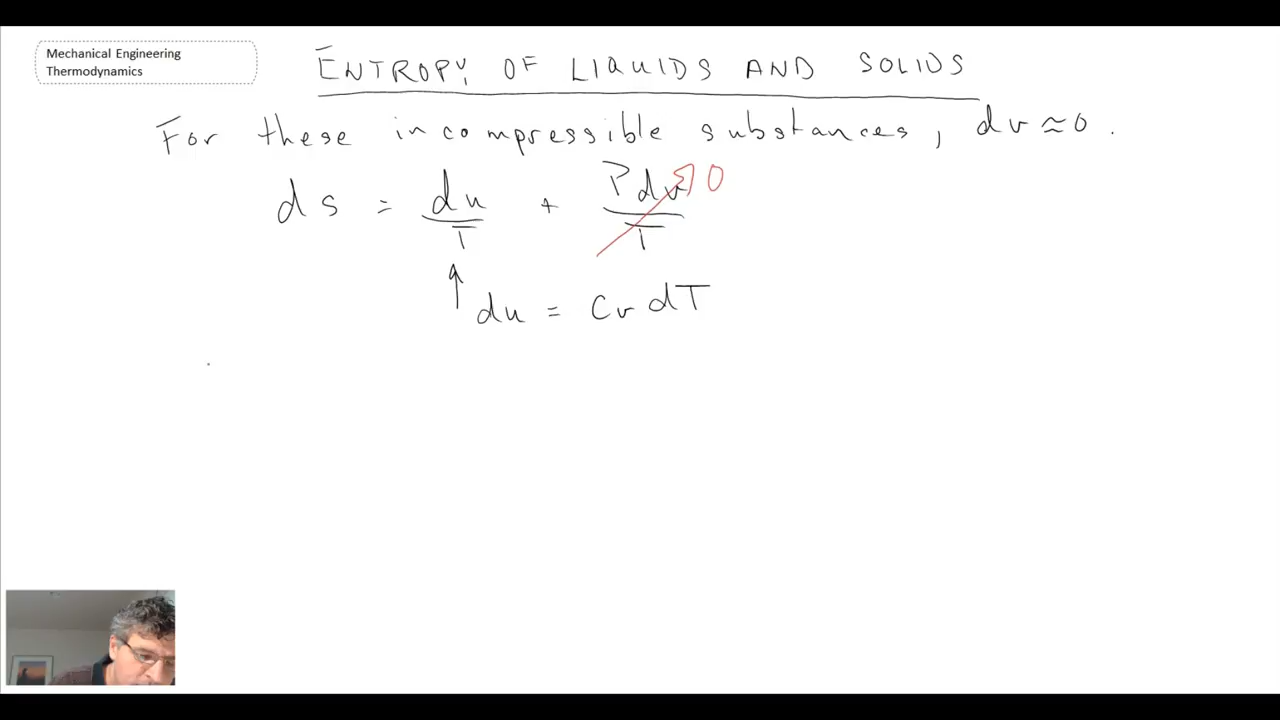 Mechanical Engineering
Thermodynamics
ENTROPY OF LIQUIDS AND SOLIDS
For these incompressible substances, dv ≈ 0.
ds = du/T + Pdv/T 0
du = Cv dT